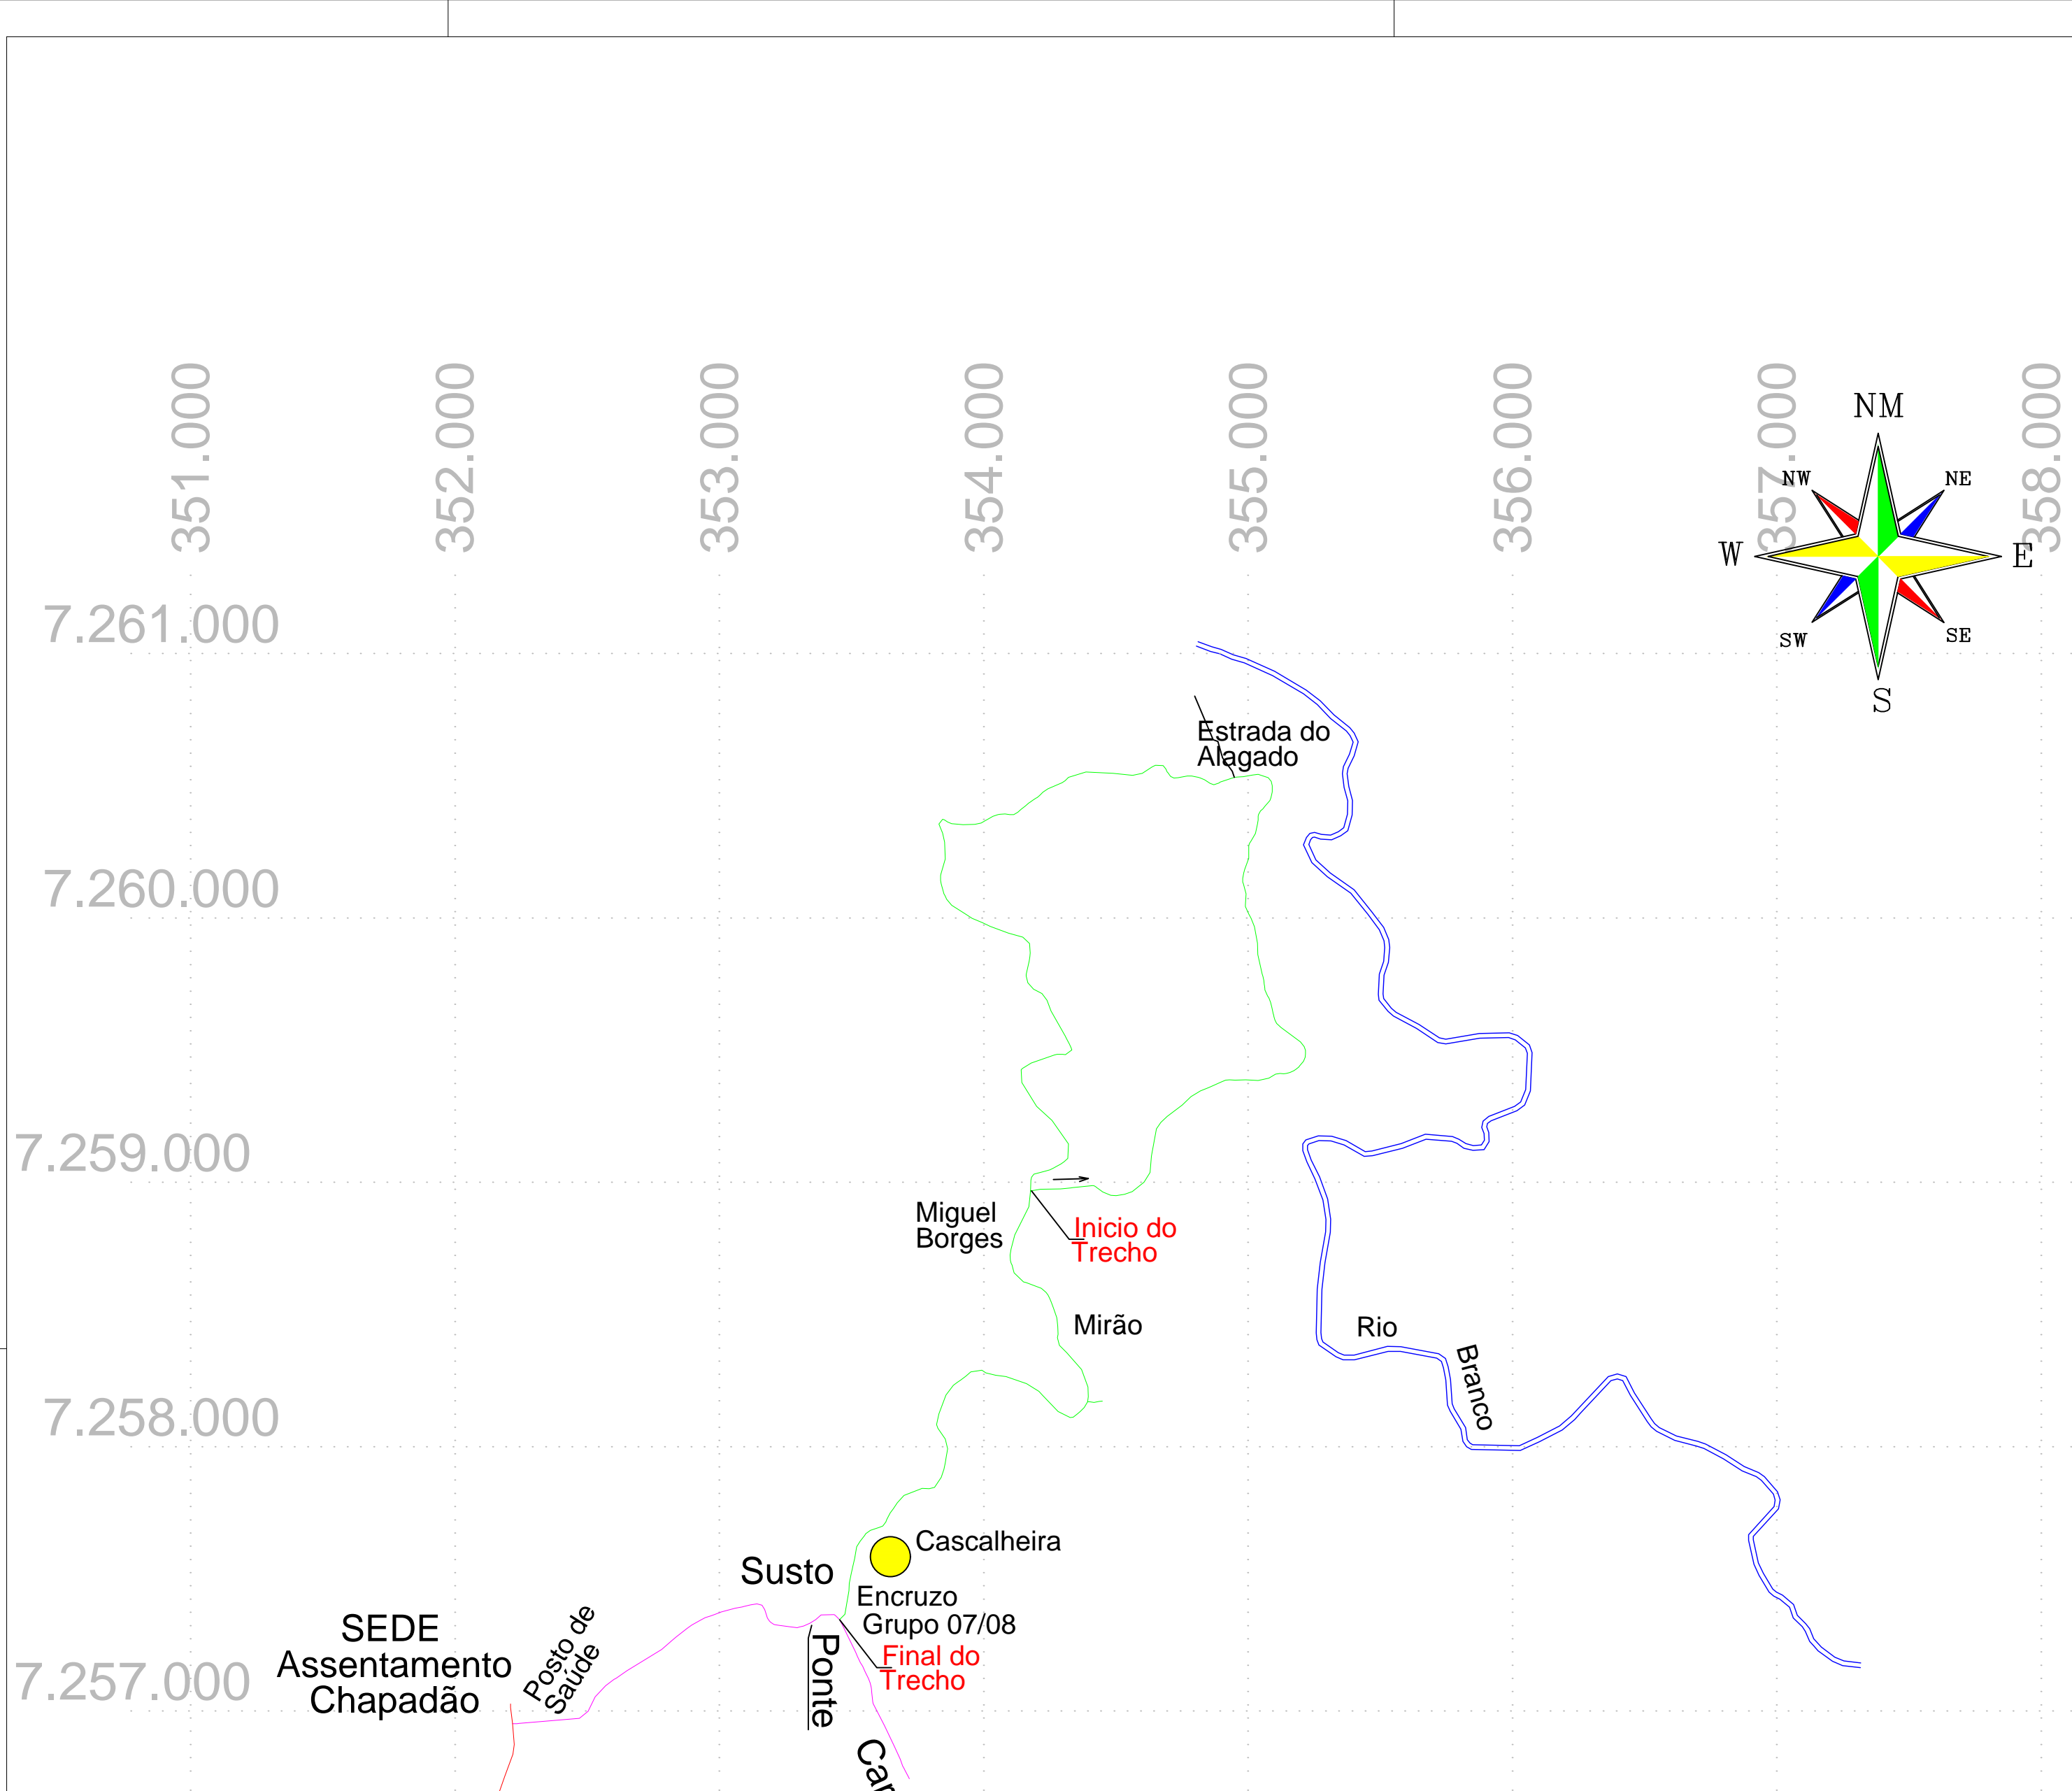 351.000
352.000
353.000
354.000
355.000
356.000
357.000
358.000
NM
NW
NE
W
E
SW
SE
S
7.261.000
Estrada do
Alagado
7.260.000
7.259.000
Miguel
Borges
Inicio do
Trecho
Mirão
Rio
Branco
7.258.000
Cascalheira
Susto
Encruzo
Grupo 07/08
Final do
Trecho
Ponte
SEDE
Assentamento
Chapadão
Posto de
Saúde
7.257.000